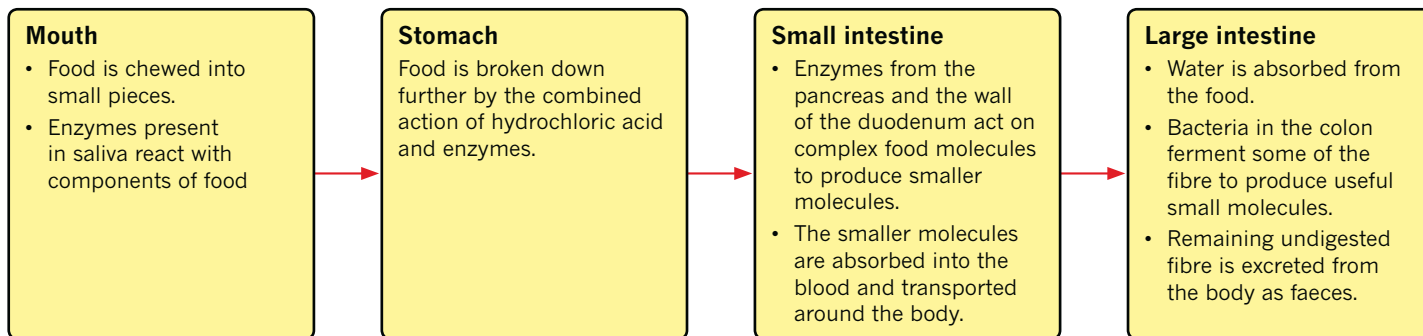 Mouth
• Food is chewed into
small pieces.
• Enzymes present
in saliva react with
components of food
Stomach
Food is broken down
further by the combined
action of hydrochloric acid
and enzymes.
Small intestine
• Enzymes from the
pancreas and the wall
of the duodenum act on
complex food molecules
to produce smaller
molecules.
• The smaller molecules
are absorbed into the
blood and transported
around the body.
Large intestine
• Water is absorbed from
the food.
• Bacteria in the colon
ferment some of the
fibre to produce useful
small molecules.
• Remaining undigested
fibre is excreted from
the body as faeces.